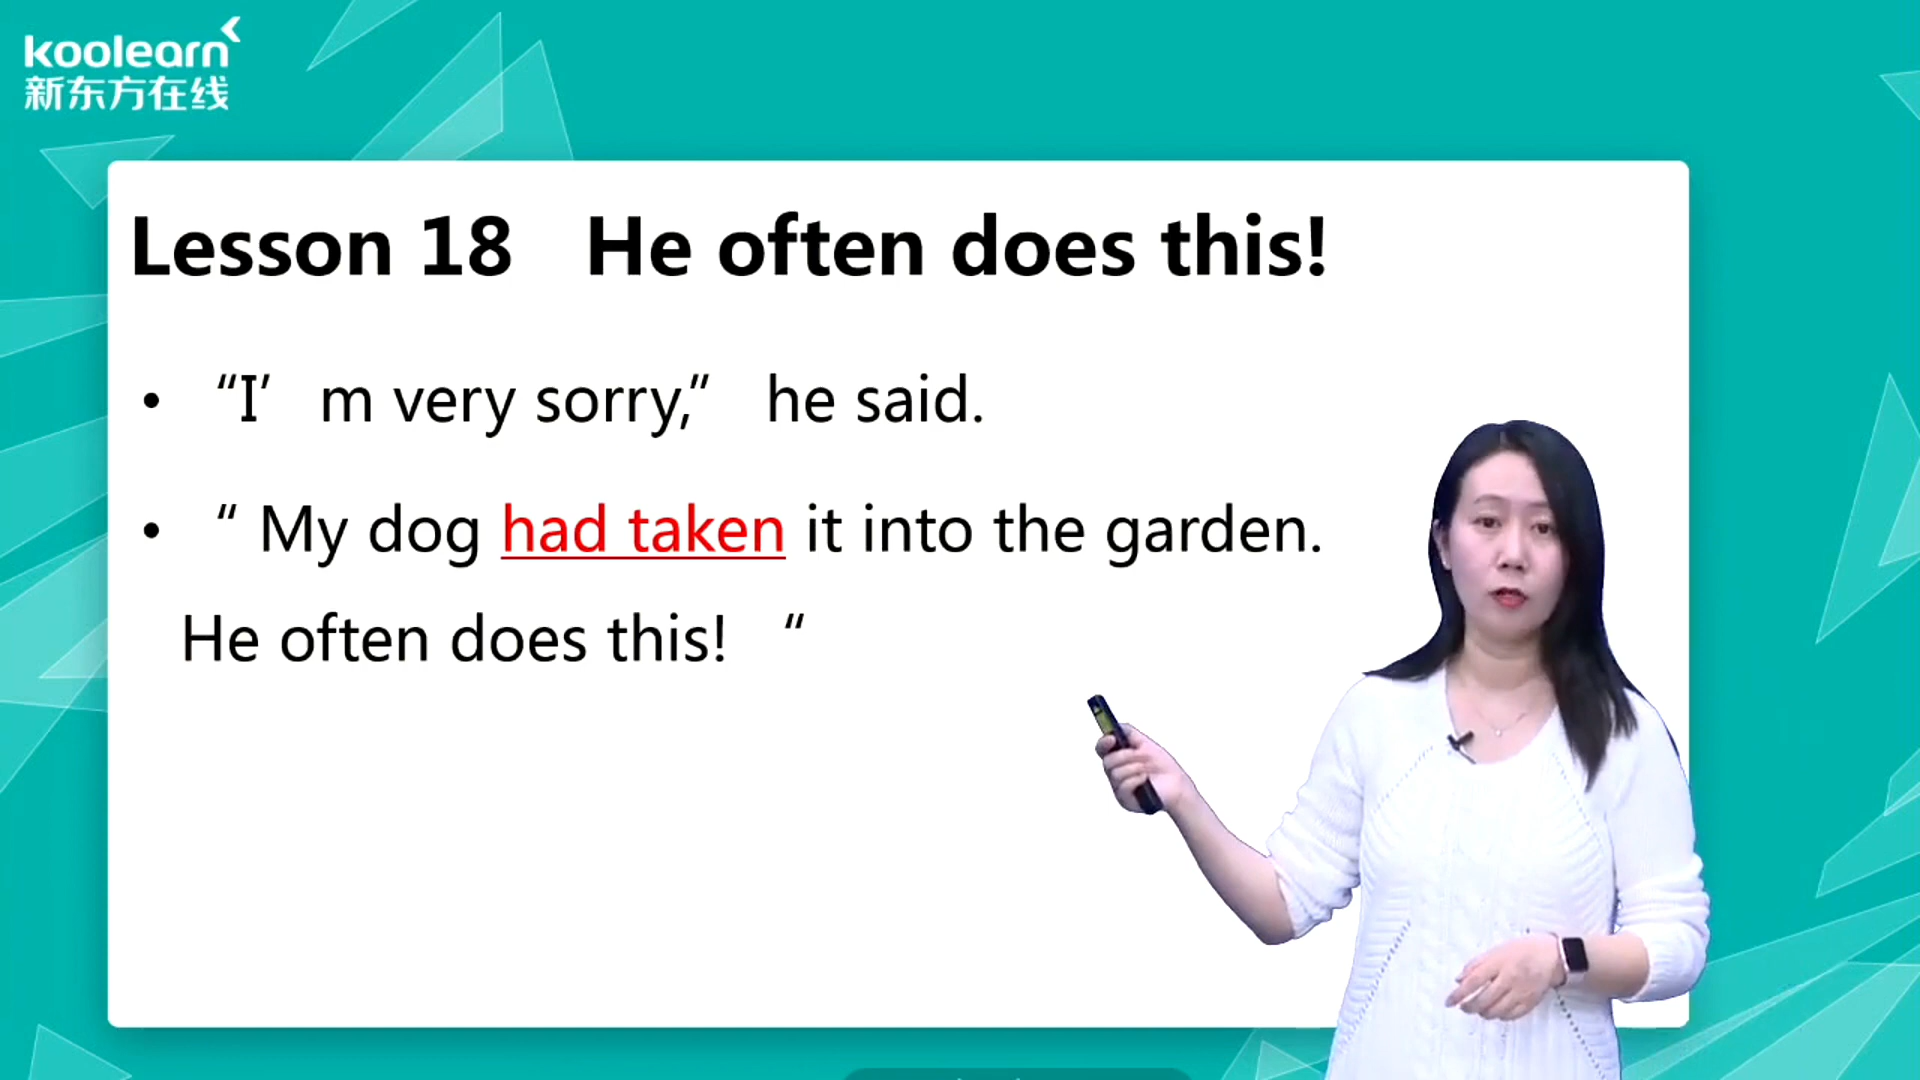 koolearn
新东方在线
Lesson 18 He often does this!
• “I’ m very sorry,” he said.
• “ My dog had taken it into the garden.
He often does this! “